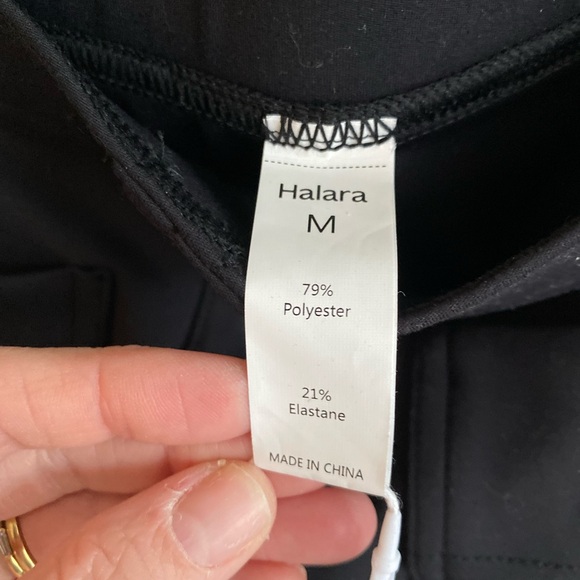 Halara
M
79%
Polyester
21%
Elastane
MADE IN CHINA